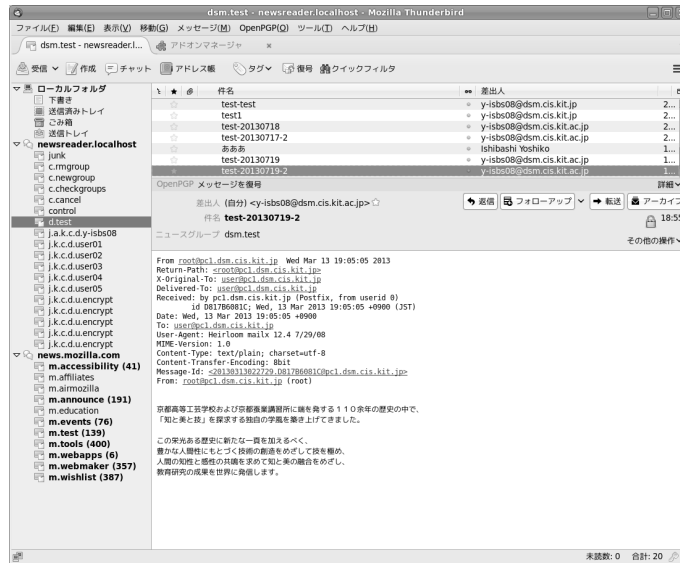 dsm.test - newsreader.localhost - Mozilla Thunderbird
ファイル(F) 編集(E) 表示(V) 移動(G) メッセージ(M) OpenPGP(O) ツール(T) ヘルプ(H)
dsm.test - newsreader.l... アドオンマネージャ ×
受信 作成 チャット アドレス帳 タグ 復号 クイックフィルタ
ローカルフォルダ
下書き
送信済みトレイ
ごみ箱
送信トレイ
newsreader.localhost
junk
c.rmgroup
c.newgroup
c.checkgroups
c.cancel
control
d.test
j.a.k.c.d.y-isbs08
j.k.c.d.user01
j.k.c.d.user02
j.k.c.d.user03
j.k.c.d.user04
j.k.c.d.user05
j.k.c.d.u.encrypt
j.k.c.d.u.encrypt
j.k.c.d.u.encrypt
j.k.c.d.u.encrypt
j.k.c.d.u.encrypt
news.mozilla.com
m.accessibility (41)
m.affiliates
m.airmozilla
m.announce (191)
m.education
m.events (76)
m.test (139)
m.tools (400)
m.webapps (6)
m.webmaker (357)
m.wishlist (387)
件名 差出人
test-test y-isbs08@dsm.cis.kit.jp 2...
test1 y-isbs08@dsm.cis.kit.jp 2...
test-20130718 y-isbs08@dsm.cis.kit.ac.jp 2...
test-20130717-2 y-isbs08@dsm.cis.kit.ac.jp 2...
あああ Ishibashi Yoshiko 1...
test-20130719 y-isbs08@dsm.cis.kit.ac.jp 1...
test-20130719-2 y-isbs08@dsm.cis.kit.ac.jp 1...
OpenPGP メッセージを復号 詳細
差出人 (自分) <y-isbs08@dsm.cis.kit.ac.jp> 返信 フォローアップ 転送 アーカイブ
件名 test-20130719-2 18:55
ニュースグループ dsm.test
その他の操作
From root@pc1.dsm.cis.kit.jp Wed Mar 13 19:05:05 2013
Return-Path: <root@pc1.dsm.cis.kit.jp>
X-Original-To: user@pc1.dsm.cis.kit.jp
Delivered-To: user@pc1.dsm.cis.kit.jp
Received: by pc1.dsm.cis.kit.jp (Postfix, from userid 0)
id D817B6081C; Wed, 13 Mar 2013 19:05:05 +0900 (JST)
Date: Wed, 13 Mar 2013 19:05:05 +0900
To: user@pc1.dsm.cis.kit.jp
User-Agent: Heirloom mailx 12.4 7/29/08
MIME-Version: 1.0
Content-Type: text/plain; charset=utf-8
Content-Transfer-Encoding: 8bit
Message-Id: <20130313022729.D817B6081C@pc1.dsm.cis.kit.jp>
From: root@pc1.dsm.cis.kit.jp (root)
京都高等工芸学校および京都蚕業講習所に端を発する１１０余年の歴史の中で、
「知と美と技」を探求する独自の学風を築き上げてきました。
この栄光ある歴史に新たな一頁を加えるべく、
豊かな人間性にもとづく技術の創造をめざして技を極め、
人間の知性と感性の共鳴を求めて知と美の融合をめざし、
教育研究の成果を世界に発信します。
未読数: 0 合計: 20